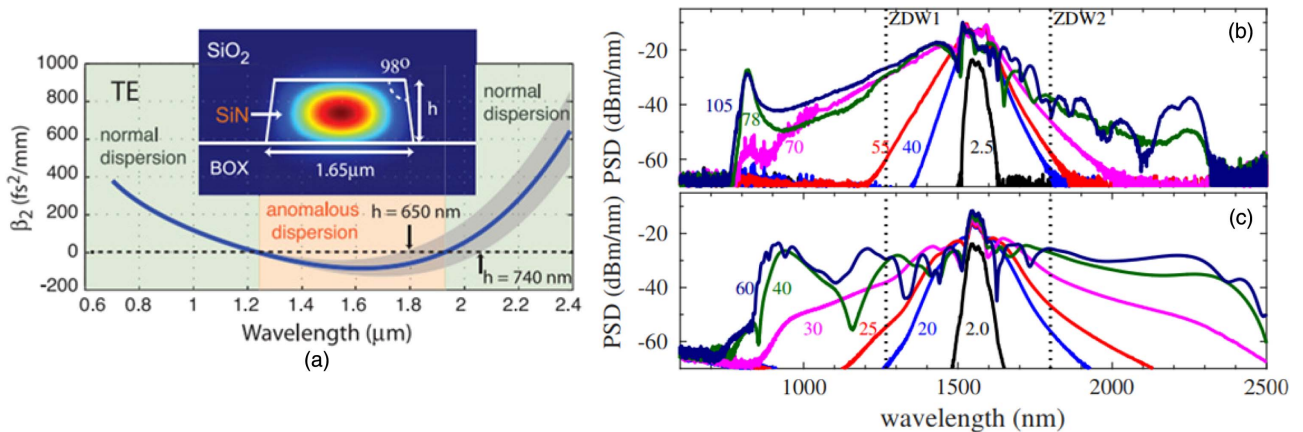 TE
SiO₂
98°
h
SiN
BOX
1.65μm
normal
dispersion
normal
dispersion
anomalous
dispersion
h = 650 nm
h = 740 nm
β₂ (fs²/mm)
1000
800
600
400
200
0
-200
0.6 0.8 1 1.2 1.4 1.6 1.8 2 2.2 2.4
Wavelength (μm)
(a)
ZDW1 ZDW2
(b)
PSD (dBm/nm)
-20
-40
-60
105
78
70
55
40
2.5
(c)
PSD (dBm/nm)
-20
-40
-60
60
40
30
25
20
2.0
1000 1500 2000 2500
wavelength (nm)